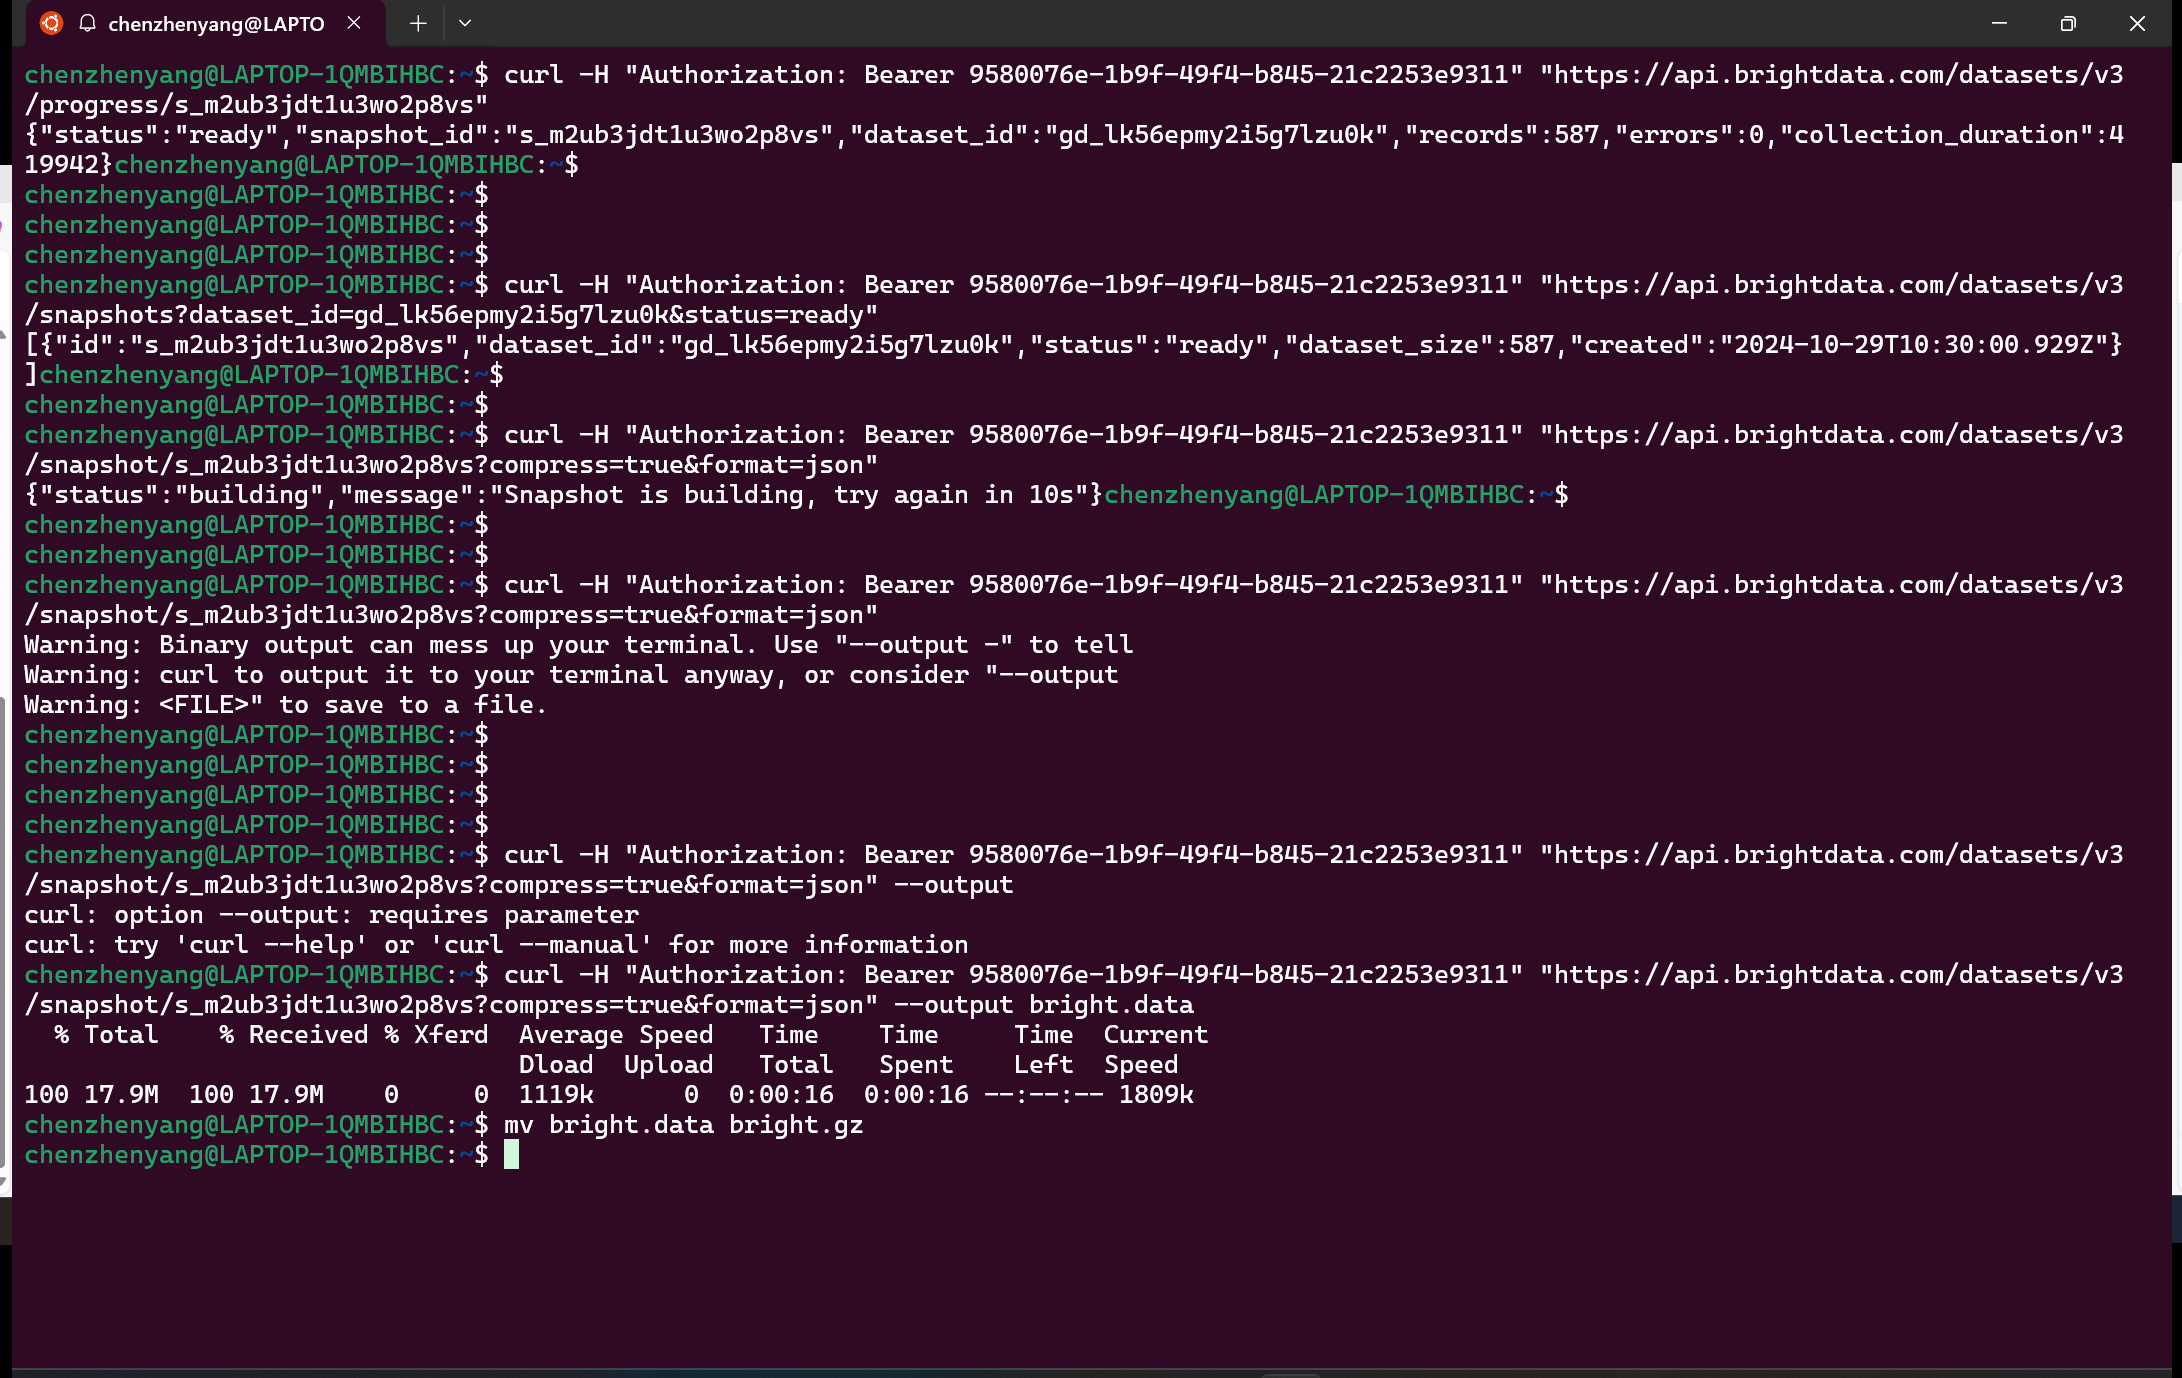 chenzhenyang@LAPTO
chenzhenyang@LAPTOP-1QMBIHBC:~$ curl -H "Authorization: Bearer 9580076e-1b9f-49f4-b845-21c2253e9311" "https://api.brightdata.com/datasets/v3
/progress/s_m2ub3jdt1u3wo2p8vs"
{"status":"ready","snapshot_id":"s_m2ub3jdt1u3wo2p8vs","dataset_id":"gd_lk56epmy2i5g7lzu0k","records":587,"errors":0,"collection_duration":4
19942}chenzhenyang@LAPTOP-1QMBIHBC:~$
chenzhenyang@LAPTOP-1QMBIHBC:~$
chenzhenyang@LAPTOP-1QMBIHBC:~$
chenzhenyang@LAPTOP-1QMBIHBC:~$
chenzhenyang@LAPTOP-1QMBIHBC:~$ curl -H "Authorization: Bearer 9580076e-1b9f-49f4-b845-21c2253e9311" "https://api.brightdata.com/datasets/v3
/snapshots?dataset_id=gd_lk56epmy2i5g7lzu0k&status=ready"
[{"id":"s_m2ub3jdt1u3wo2p8vs","dataset_id":"gd_lk56epmy2i5g7lzu0k","status":"ready","dataset_size":587,"created":"2024-10-29T10:30:00.929Z"}
]chenzhenyang@LAPTOP-1QMBIHBC:~$
chenzhenyang@LAPTOP-1QMBIHBC:~$
chenzhenyang@LAPTOP-1QMBIHBC:~$ curl -H "Authorization: Bearer 9580076e-1b9f-49f4-b845-21c2253e9311" "https://api.brightdata.com/datasets/v3
/snapshot/s_m2ub3jdt1u3wo2p8vs?compress=true&format=json"
{"status":"building","message":"Snapshot is building, try again in 10s"}chenzhenyang@LAPTOP-1QMBIHBC:~$
chenzhenyang@LAPTOP-1QMBIHBC:~$
chenzhenyang@LAPTOP-1QMBIHBC:~$
chenzhenyang@LAPTOP-1QMBIHBC:~$ curl -H "Authorization: Bearer 9580076e-1b9f-49f4-b845-21c2253e9311" "https://api.brightdata.com/datasets/v3
/snapshot/s_m2ub3jdt1u3wo2p8vs?compress=true&format=json"
Warning: Binary output can mess up your terminal. Use "--output -" to tell
Warning: curl to output it to your terminal anyway, or consider "--output
Warning: <FILE>" to save to a file.
chenzhenyang@LAPTOP-1QMBIHBC:~$
chenzhenyang@LAPTOP-1QMBIHBC:~$
chenzhenyang@LAPTOP-1QMBIHBC:~$
chenzhenyang@LAPTOP-1QMBIHBC:~$
chenzhenyang@LAPTOP-1QMBIHBC:~$ curl -H "Authorization: Bearer 9580076e-1b9f-49f4-b845-21c2253e9311" "https://api.brightdata.com/datasets/v3
/snapshot/s_m2ub3jdt1u3wo2p8vs?compress=true&format=json" --output
curl: option --output: requires parameter
curl: try 'curl --help' or 'curl --manual' for more information
chenzhenyang@LAPTOP-1QMBIHBC:~$ curl -H "Authorization: Bearer 9580076e-1b9f-49f4-b845-21c2253e9311" "https://api.brightdata.com/datasets/v3
/snapshot/s_m2ub3jdt1u3wo2p8vs?compress=true&format=json" --output bright.data
  % Total    % Received % Xferd  Average Speed   Time    Time     Time  Current
                                 Dload  Upload   Total   Spent    Left  Speed
100 17.9M  100 17.9M    0     0  1119k      0  0:00:16  0:00:16 --:--:-- 1809k
chenzhenyang@LAPTOP-1QMBIHBC:~$ mv bright.data bright.gz
chenzhenyang@LAPTOP-1QMBIHBC:~$